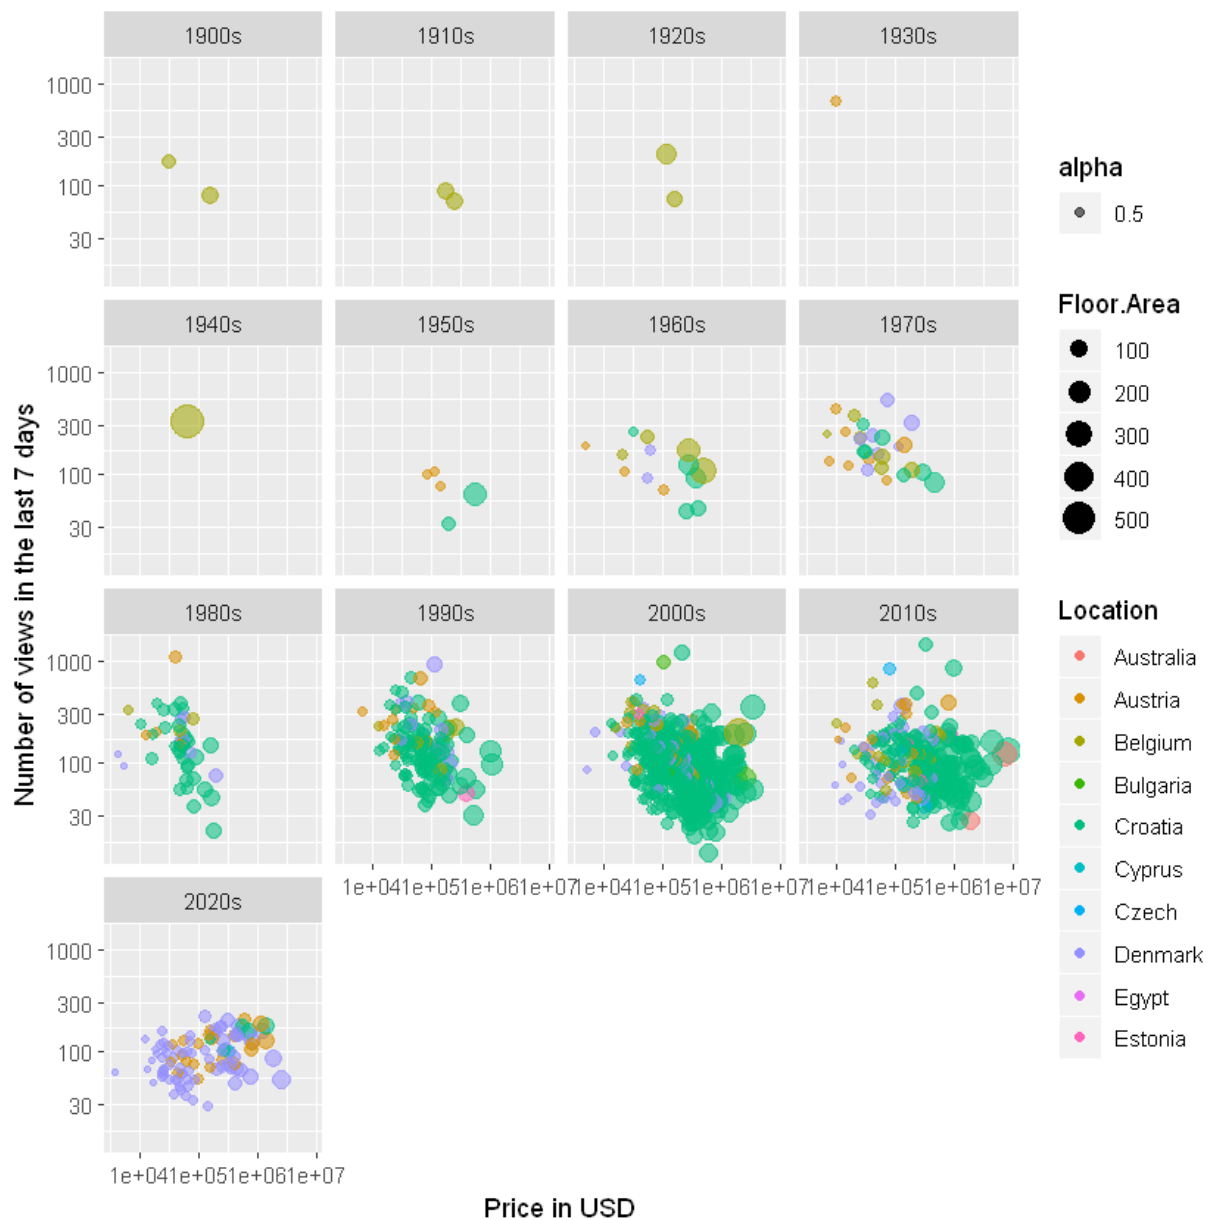 1900s
1910s
1920s
1930s
1000
300
100
30
1940s
1950s
1960s
1970s
1000
300
100
30
1980s
1990s
2000s
2010s
1000
300
100
30
1e+041e+051e+061e+07
1e+041e+051e+061e+07
1e+041e+051e+061e+07
2020s
1000
300
100
30
1e+041e+051e+061e+07
Price in USD
Number of views in the last 7 days
alpha
0.5
Floor.Area
100
200
300
400
500
Location
Australia
Austria
Belgium
Bulgaria
Croatia
Cyprus
Czech
Denmark
Egypt
Estonia